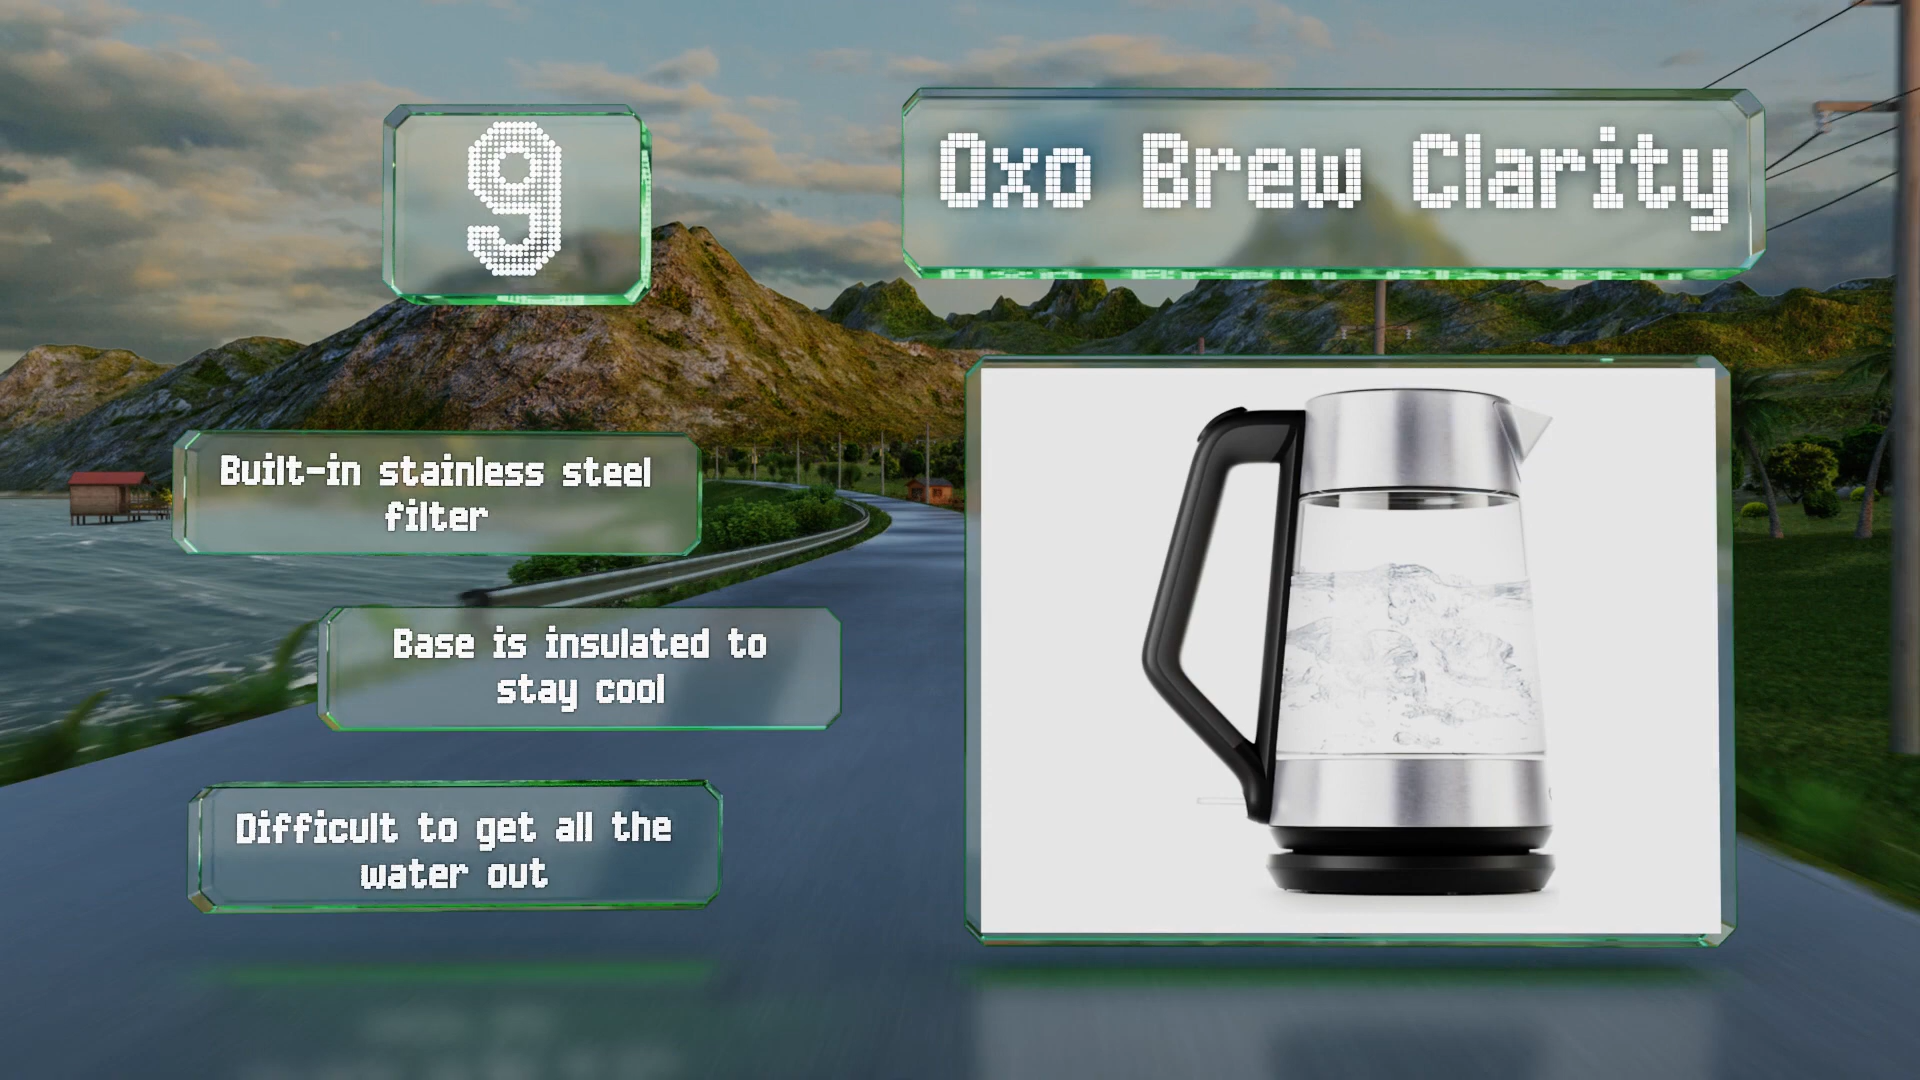 9
Oxo Brew Clarity
Built-in stainless steel
filter
Base is insulated to
stay cool
Difficult to get all the
water out